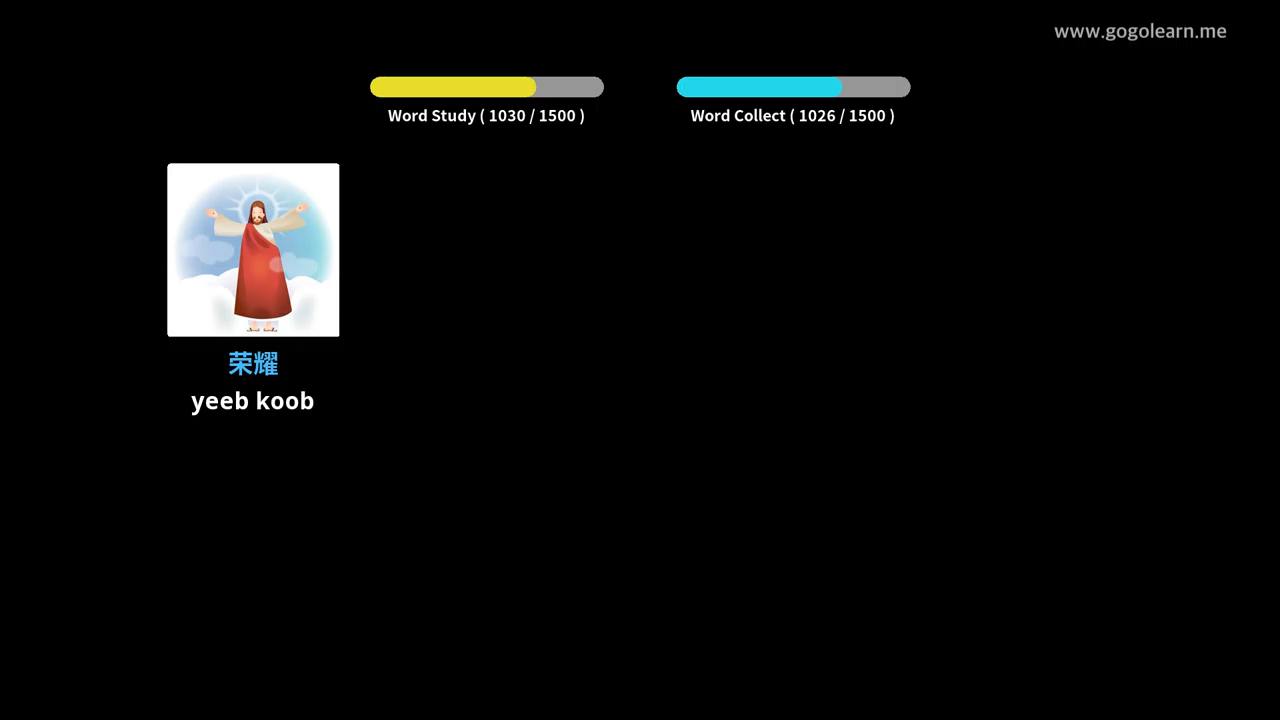 www.gogolearn.me
Word Study ( 1030 / 1500 )
Word Collect ( 1026 / 1500 )
荣耀
yeeb koob